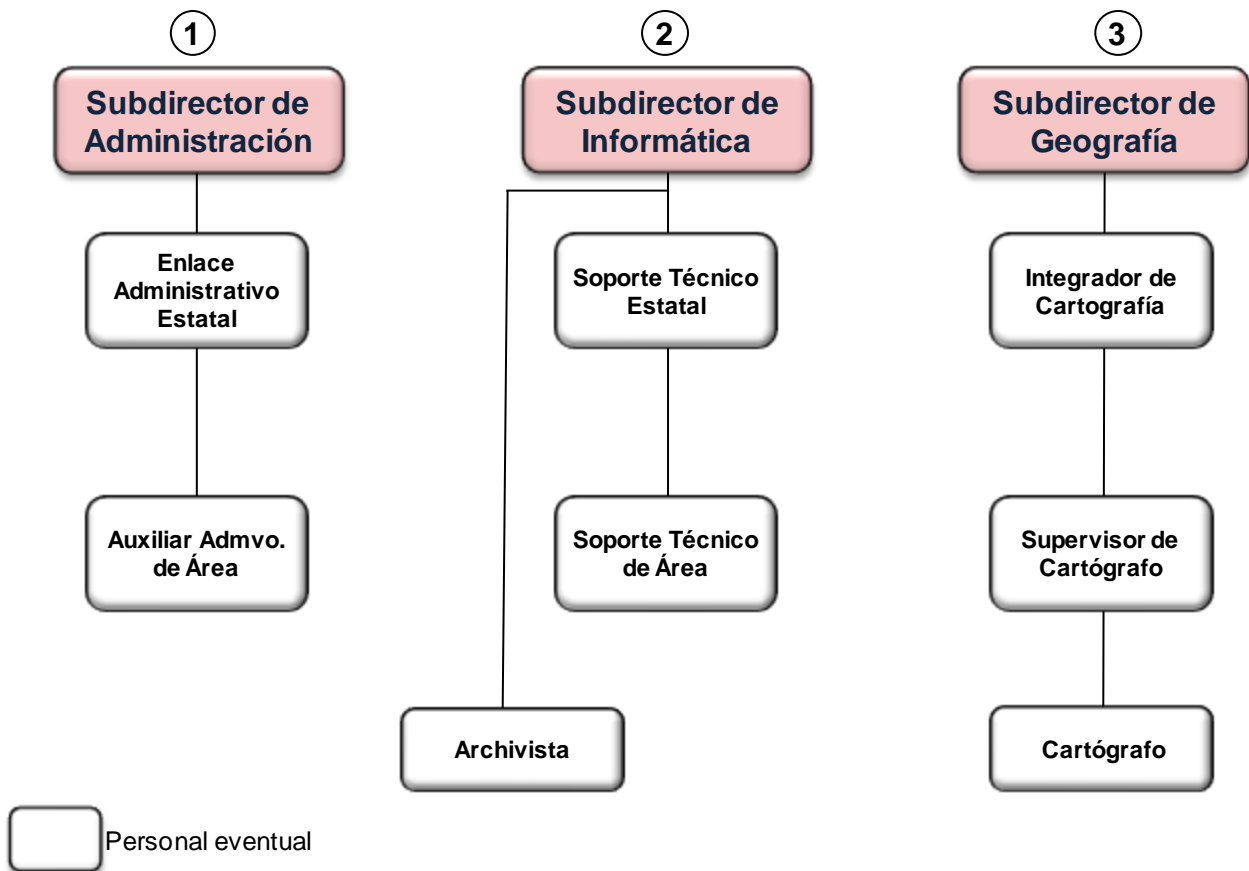 1
2
3
Subdirector de
Administración
Subdirector de
Informática
Subdirector de
Geografía
Enlace
Administrativo
Estatal
Soporte Técnico
Estatal
Integrador de
Cartografía
Auxiliar Admvo.
de Área
Soporte Técnico
de Área
Supervisor de
Cartógrafo
Archivista
Cartógrafo
Personal eventual